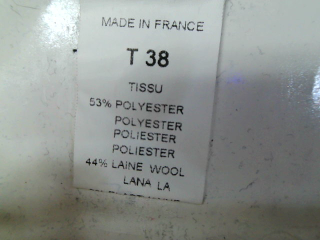 MADE IN FRANCE
T 38
TISSU
53% POLYESTER
POLYESTER
POLIESTER
POLIESTER
44% LAINE WOOL
LANA LA